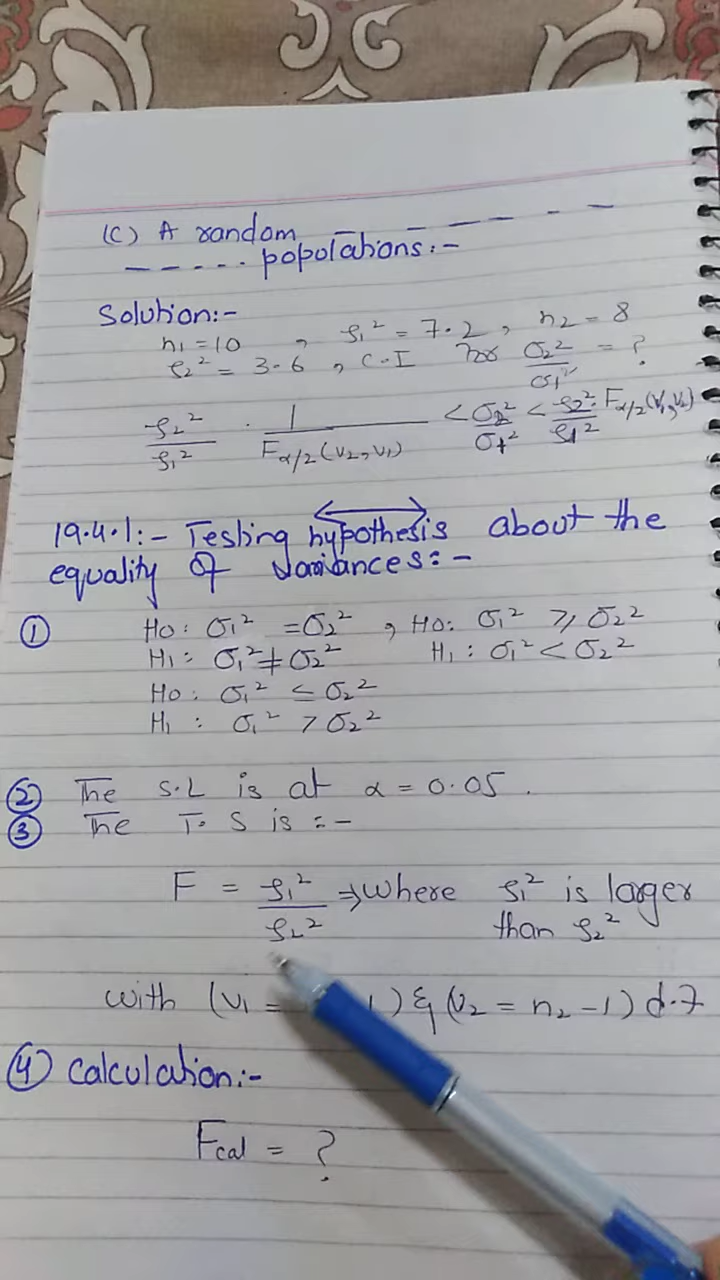 (C) A random _ _ _ _ _ _
_ _ _ _ _ populations:-
Solution:-
n₁=10 , s₁² = 7.2 , n₂ = 8
s₂² = 3.6 , C.I for σ₂²/σ₁² = ?
s₂²/s₁² · 1/Fα/2(v₂,v₁) < σ₂²/σ₁² < s₂²/s₁² · Fα/2(v₁,v₂)
19.4.1:- Testing hypothesis about the
equality of variances:-
① H₀: σ₁² = σ₂² , H₀: σ₁² ≥ σ₂²
H₁: σ₁² ≠ σ₂² H₁: σ₁² < σ₂²
H₀: σ₁² ≤ σ₂²
H₁: σ₁² > σ₂²
② The S.L is at α = 0.05 .
③ The T.S is :-
F = s₁²/s₂² ⇒ where s₁² is larger
than s₂²
with (v₁ = 1) & (v₂ = n₂ -1) d.f
④ Calculation:-
Fcal = ?